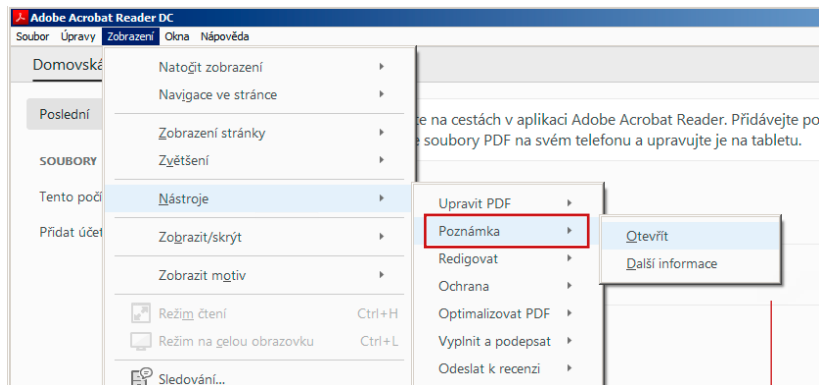 Adobe Acrobat Reader DC
Soubor Úpravy Zobrazení Okna Nápověda
Domovská
Poslední
SOUBORY
Tento počí
Přidat účet
Natočit zobrazení
Navigace ve stránce
Zobrazení stránky
Zvětšení
Nástroje
Zobrazit/skrýt
Zobrazit motiv
Režim čtení Ctrl+H
Režim na celou obrazovku Ctrl+L
Sledování...
te na cestách v aplikaci Adobe Acrobat Reader. Přidávejte po
soubory PDF na svém telefonu a upravujte je na tabletu.
Upravit PDF
Poznámka
Redigovat
Ochrana
Optimalizovat PDF
Vyplnit a podepsat
Odeslat k recenzi
Otevřít
Další informace